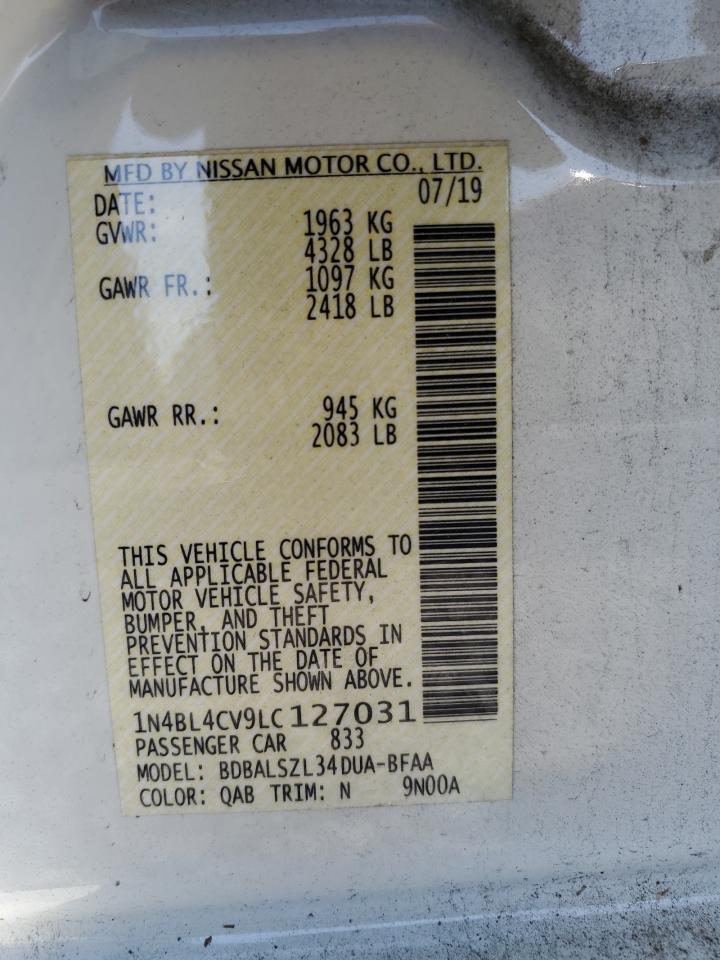 MFD BY NISSAN MOTOR CO., LTD.
DATE: 07/19
GVWR: 1963 KG
4328 LB
GAWR FR.: 1097 KG
2418 LB
GAWR RR.: 945 KG
2083 LB
THIS VEHICLE CONFORMS TO
ALL APPLICABLE FEDERAL
MOTOR VEHICLE SAFETY,
BUMPER, AND THEFT
PREVENTION STANDARDS IN
EFFECT ON THE DATE OF
MANUFACTURE SHOWN ABOVE.
1N4BL4CV9LC127031
PASSENGER CAR 833
MODEL: BDBALSZL34DUA-BFAA
COLOR: QAB TRIM: N 9N00A